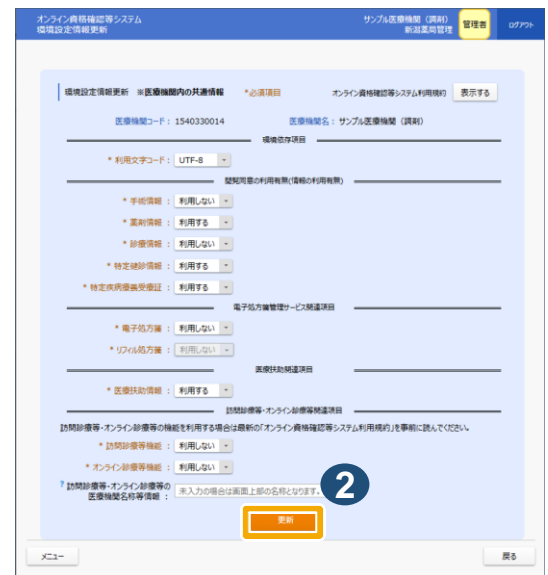 オンライン資格確認等システム
環境設定情報更新
サンプル医療機関（調剤）
新潟薬局管理
管理者
ログアウト
環境設定情報更新 ※医療機関内の共通情報 *必須項目 オンライン資格確認等システム利用規約 表示する
医療機関コード： 1540330014 医療機関名： サンプル医療機関（調剤）
環境依存項目
* 利用文字コード： UTF-8
閲覧同意の利用有無(情報の利用有無)
* 手術情報 ： 利用しない
* 薬剤情報 ： 利用する
* 診療情報 ： 利用しない
* 特定健診情報 ： 利用する
* 特定疾病療養受療証 ： 利用する
電子処方箋管理サービス関連項目
* 電子処方箋 ： 利用しない
* リフィル処方箋 ： 利用しない
医療扶助関連項目
* 医療扶助情報 ： 利用する
訪問診療等・オンライン診療等関連項目
訪問診療等・オンライン診療等の機能を利用する場合は最新の「オンライン資格確認等システム利用規約」を事前に読んでください。
* 訪問診療等機能 ： 利用しない
* オンライン診療等機能 ： 利用しない
? 訪問診療等・オンライン診療等の
医療機関名称等情報 ：
未入力の場合は画面上部の名称となります。
2
更新
メニュー
戻る